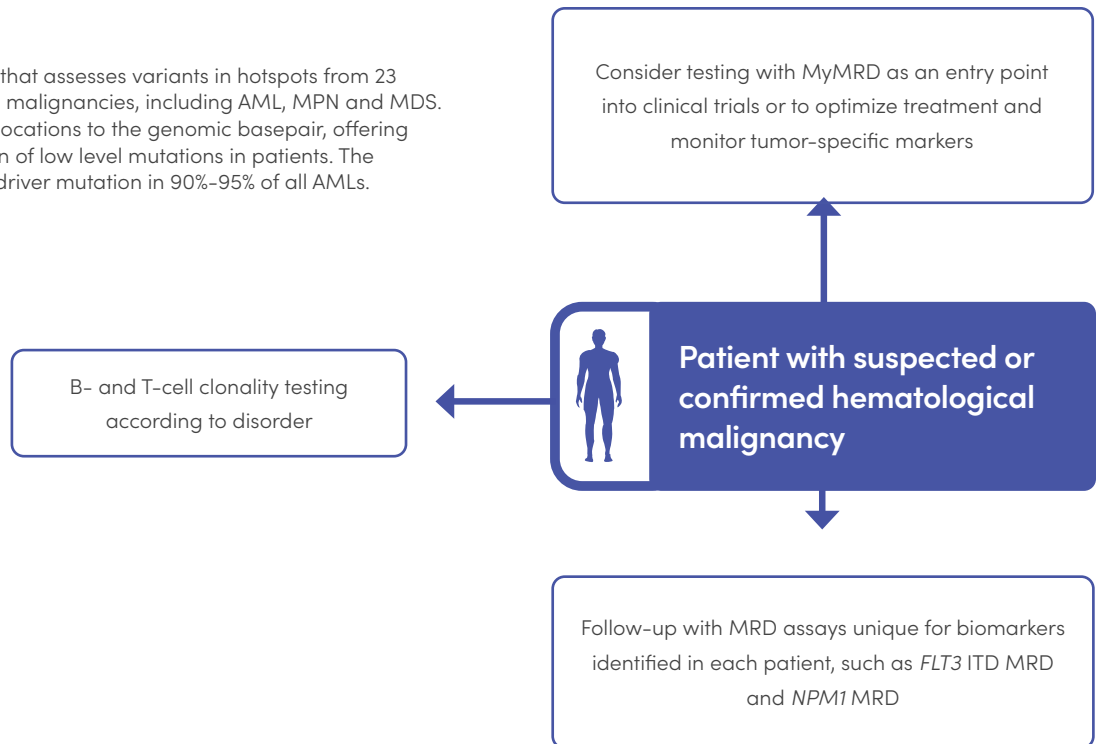 that assesses variants in hotspots from 23
malignancies, including AML, MPN and MDS.
ocations to the genomic basepair, offering
n of low level mutations in patients. The
driver mutation in 90%-95% of all AMLs.
Consider testing with MyMRD as an entry point
into clinical trials or to optimize treatment and
monitor tumor-specific markers
B- and T-cell clonality testing
according to disorder
Patient with suspected or
confirmed hematological
malignancy
Follow-up with MRD assays unique for biomarkers
identified in each patient, such as FLT3 ITD MRD
and NPM1 MRD